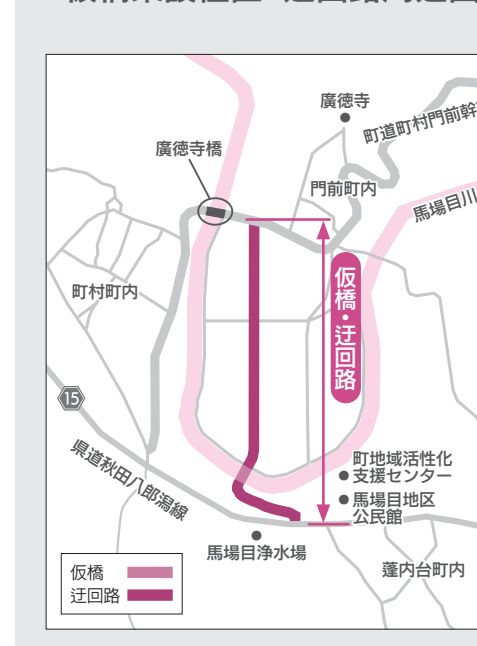 廣徳寺
町道町村門前幹
廣徳寺橋
門前町内
馬場目川
仮橋・迂回路
町村町内
15
県道秋田八郎潟線
町地域活性化
支援センター
馬場目地区
公民館
馬場目浄水場
蓬内台町内
仮橋
迂回路